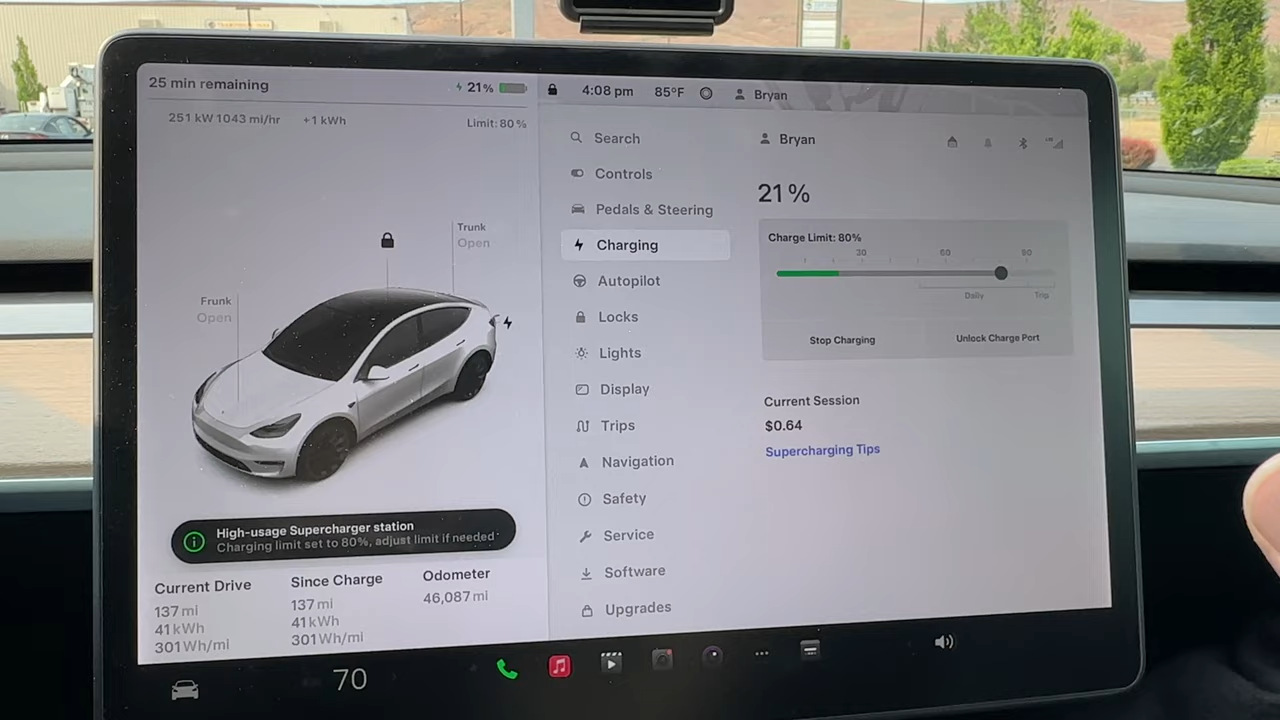 25 min remaining
21%
251 kW 1043 mi/hr
+1 kWh
Limit: 80%
Trunk
Open
Frunk
Open
High-usage Supercharger station
Charging limit set to 80%, adjust limit if needed
Current Drive
137 mi
41 kWh
301 Wh/mi
Since Charge
137 mi
41 kWh
301 Wh/mi
Odometer
46,087 mi
4:08 pm
85°F
Bryan
Search
Controls
Pedals & Steering
Charging
Autopilot
Locks
Lights
Display
Trips
Navigation
Safety
Service
Software
Upgrades
Bryan
LTE
21%
Charge Limit: 80%
30 60 90
Daily
Trip
Stop Charging
Unlock Charge Port
Current Session
$0.64
Supercharging Tips
70